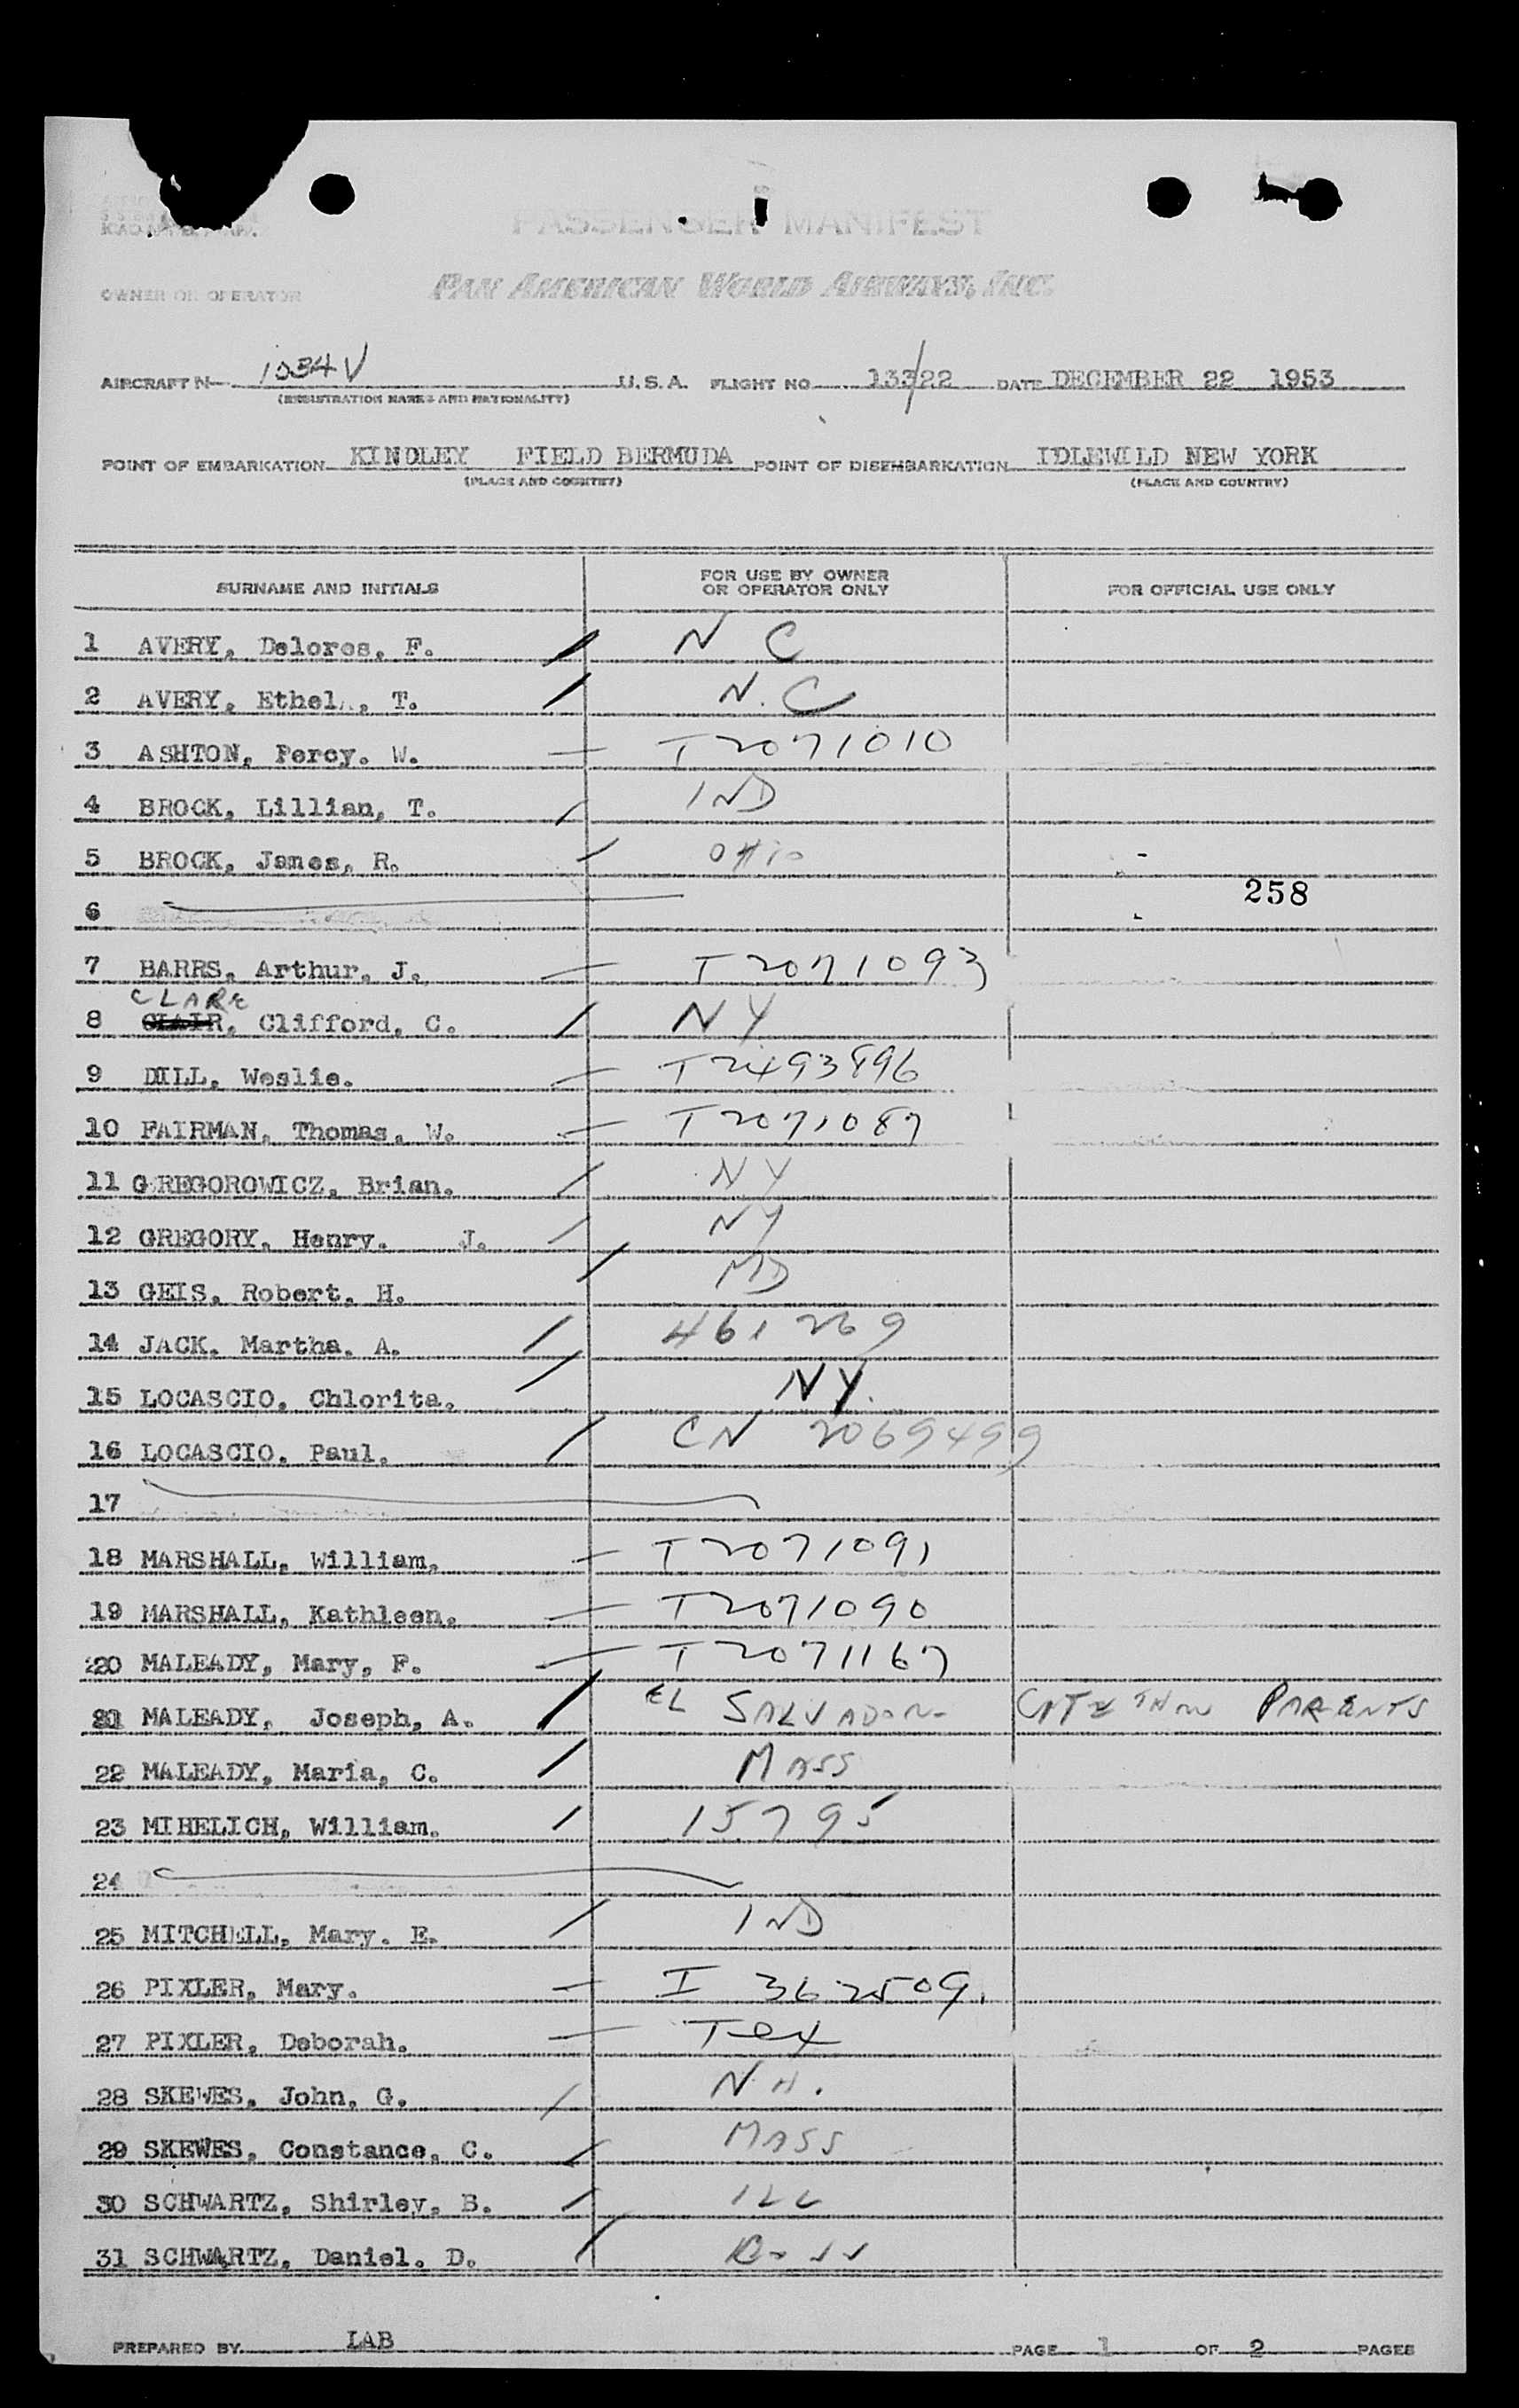 PASSENGER MANIFEST
OWNER OR OPERATOR PAN AMERICAN WORLD AIRWAYS, INC.
AIRCRAFT N 1034V U.S.A. FLIGHT NO 133/22 DATE DECEMBER 22 1953
(REGISTRATION MARKS AND NATIONALITY)
POINT OF EMBARKATION KINDLEY FIELD BERMUDA POINT OF DISEMBARKATION IDLEWILD NEW YORK
(PLACE AND COUNTRY) (PLACE AND COUNTRY)
SURNAME AND INITIALS FOR USE BY OWNER OR OPERATOR ONLY FOR OFFICIAL USE ONLY
1 AVERY, Delores, F. N C
2 AVERY, Ethel, T. N.C
3 ASHTON, Percy. W. T2071010
4 BROCK, Lillian, T. IND
5 BROCK, James, R. OHio
258
6
7 BARRS, Arthur, J. T2071093
CLARK
8 CLAIR, Clifford, C. NY
9 DILL, Weslie. T2493896
10 FAIRMAN, Thomas, W. T2071087
11 GREGOROWICZ, Brian. NY
12 GREGORY, Henry. J. NY
13 GEIS, Robert, H. MD
14 JACK, Martha, A. 461269
15 LOCASCIO, Chlorita. NY.
16 LOCASCIO, Paul. CN 2069499
17
18 MARSHALL, William, T2071091
19 MARSHALL, Kathleen, T2071090
20 MALEADY, Mary, F. T2071167
21 MALEADY, Joseph, A. EL SALVADOR PARENTS
22 MALEADY, Maria, C. MASS
23 MIHELICH, William. 15795
24
25 MITCHELL, Mary. E. IND
26 PIXLER, Mary. I 362509.
27 PIXLER, Deborah. Tex
28 SKEWES, John, G. N.H.
29 SKEWES, Constance, C. MASS
30 SCHWARTZ, Shirley, B. ILL
31 SCHWARTZ, Daniel. D.
PREPARED BY LAB PAGE 1 OF 2 PAGES